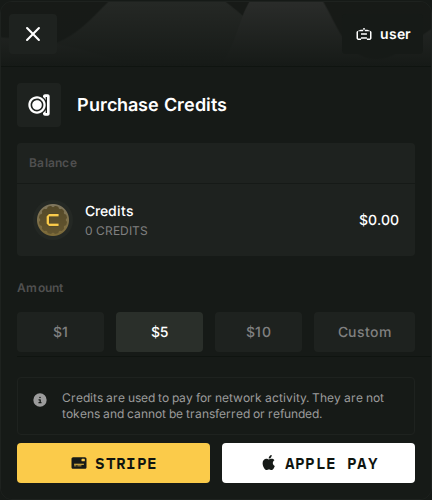 user
Purchase Credits
Balance
Credits
$0.00
0 CREDITS
Amount
$1
$5
$10
Custom
Credits are used to pay for network activity. They are not
tokens and cannot be transferred or refunded.
STRIPE
APPLE PAY